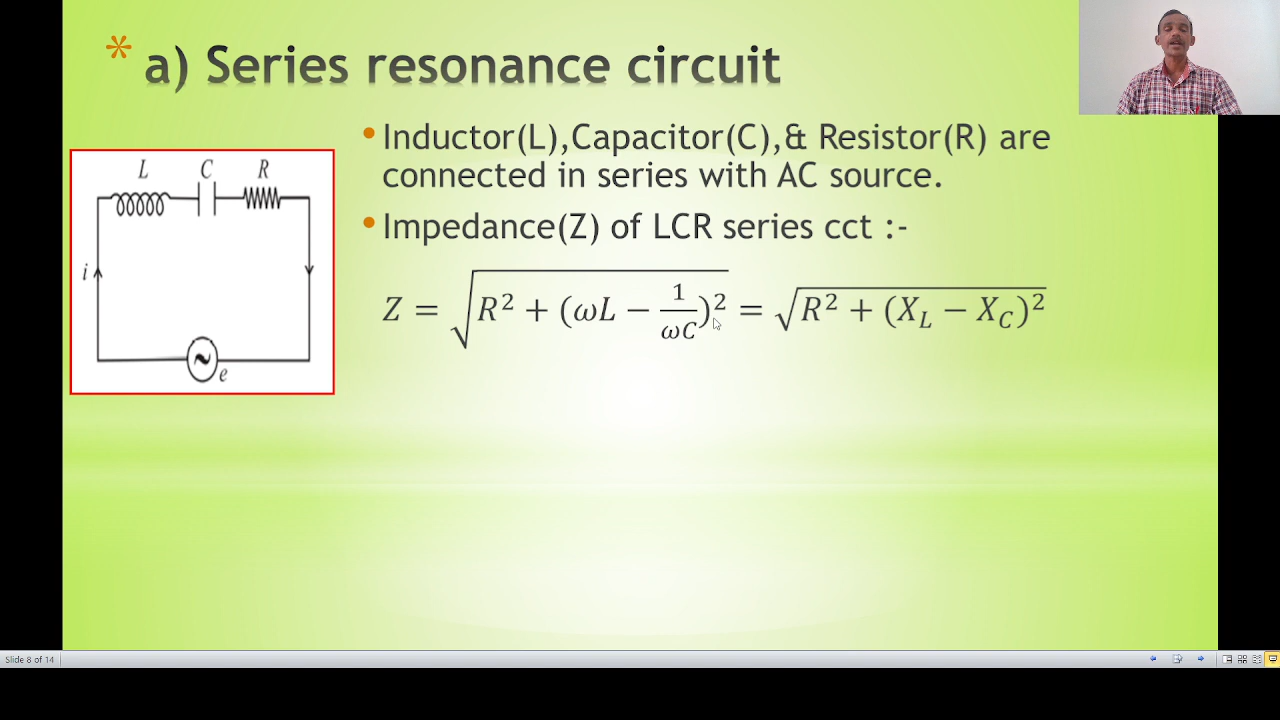 * a) Series resonance circuit
• Inductor(L),Capacitor(C),& Resistor(R) are
connected in series with AC source.
• Impedance(Z) of LCR series cct :-
Z = √(R² + (ωL − 1/ωC)²) = √(R² + (X_L − X_C)²)
L C R
i
e
Slide 8 of 14